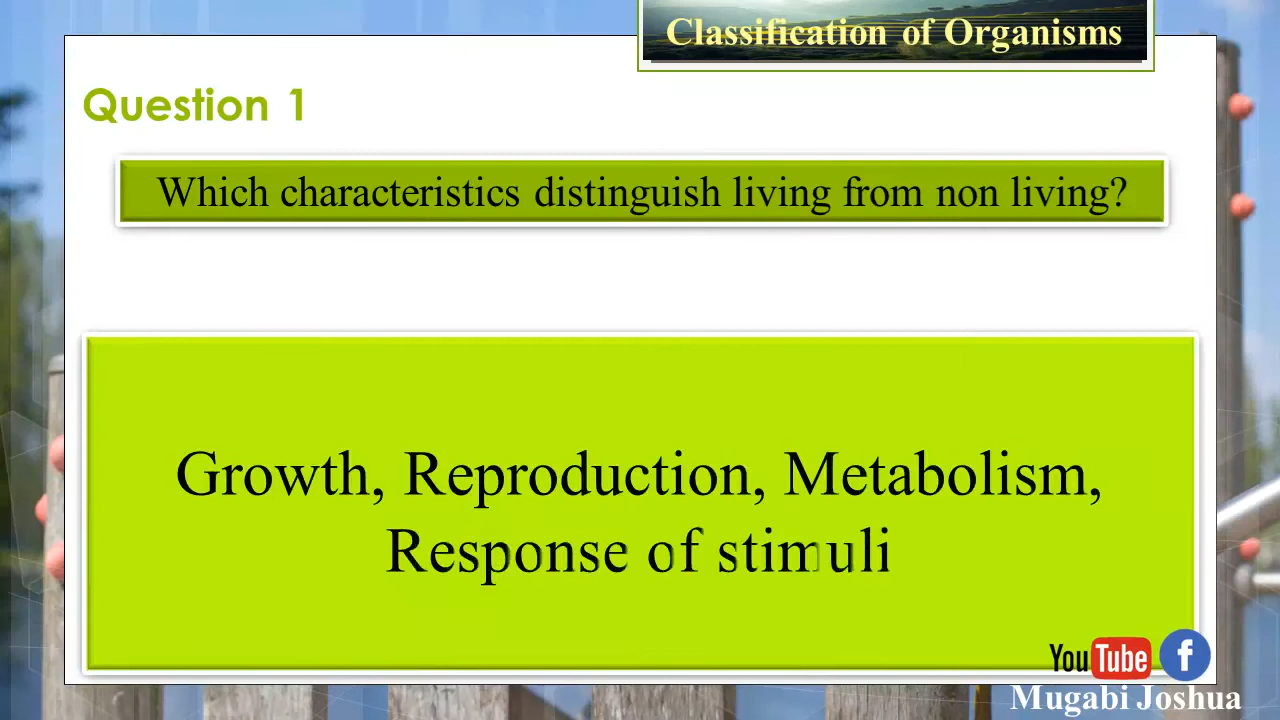 Classification of Organisms
Question 1
Which characteristics distinguish living from non living?
Growth, Reproduction, Metabolism,
Response of stimuli
YouTube f
Mugabi Joshua